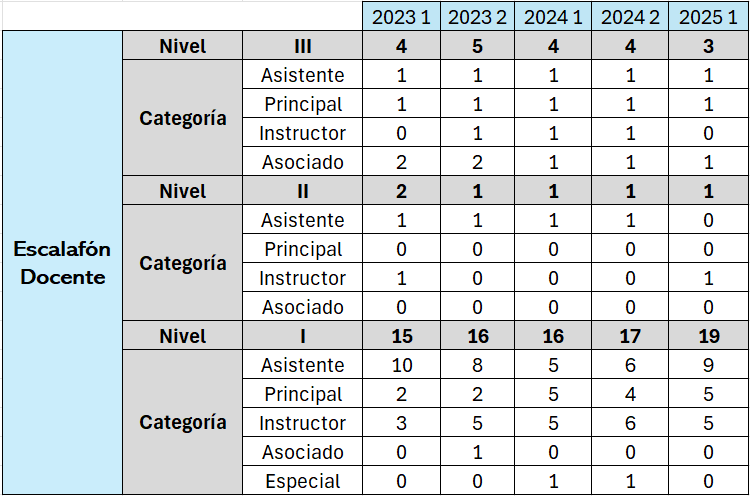 2023 1 2023 2 2024 1 2024 2 2025 1
Escalafón
Docente
Nivel III 4 5 4 4 3
Categoría
Asistente 1 1 1 1 1
Principal 1 1 1 1 1
Instructor 0 1 1 1 0
Asociado 2 2 1 1 1
Nivel II 2 1 1 1 1
Categoría
Asistente 1 1 1 1 0
Principal 0 0 0 0 0
Instructor 1 0 0 0 1
Asociado 0 0 0 0 0
Nivel I 15 16 16 17 19
Categoría
Asistente 10 8 5 6 9
Principal 2 2 5 4 5
Instructor 3 5 5 6 5
Asociado 0 1 0 0 0
Especial 0 0 1 1 0